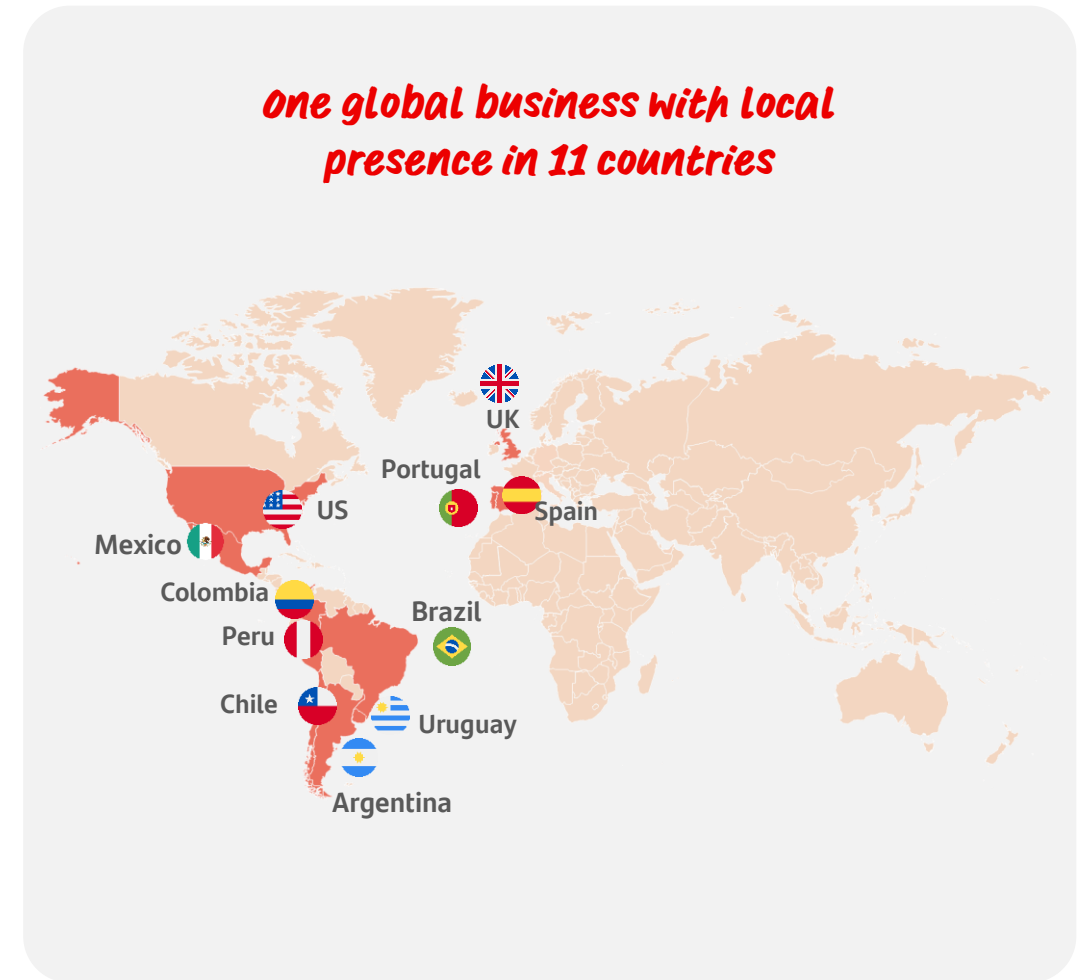 One global business with local
presence in 11 countries
UK
Portugal
Spain
US
Mexico
Colombia
Brazil
Peru
Chile
Uruguay
Argentina